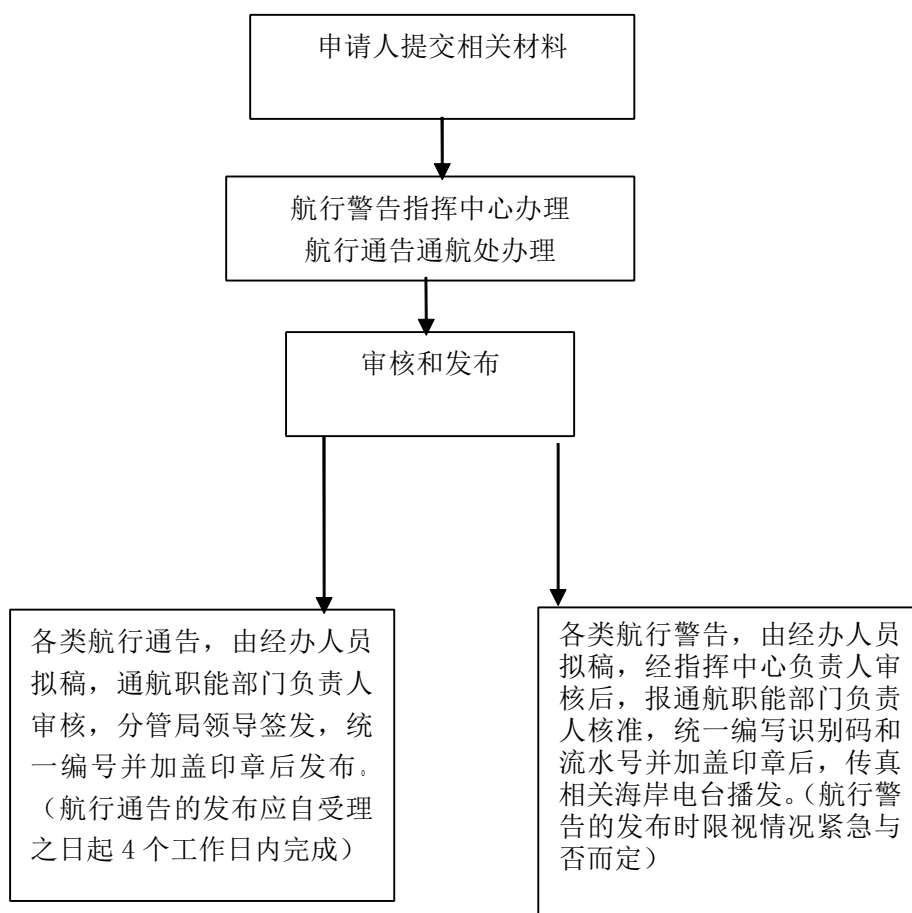 申请人提交相关材料
航行警告指挥中心办理
航行通告通航处办理
审核和发布
各类航行通告，由经办人员
拟稿，通航职能部门负责人
审核，分管局领导签发，统
一编号并加盖印章后发布。
（航行通告的发布应自受理
之日起 4 个工作日内完成）
各类航行警告，由经办人员
拟稿，经指挥中心负责人审
核后，报通航职能部门负责
人核准，统一编写识别码和
流水号并加盖印章后，传真
相关海岸电台播发。（航行警
告的发布时限视情况紧急与
否而定）